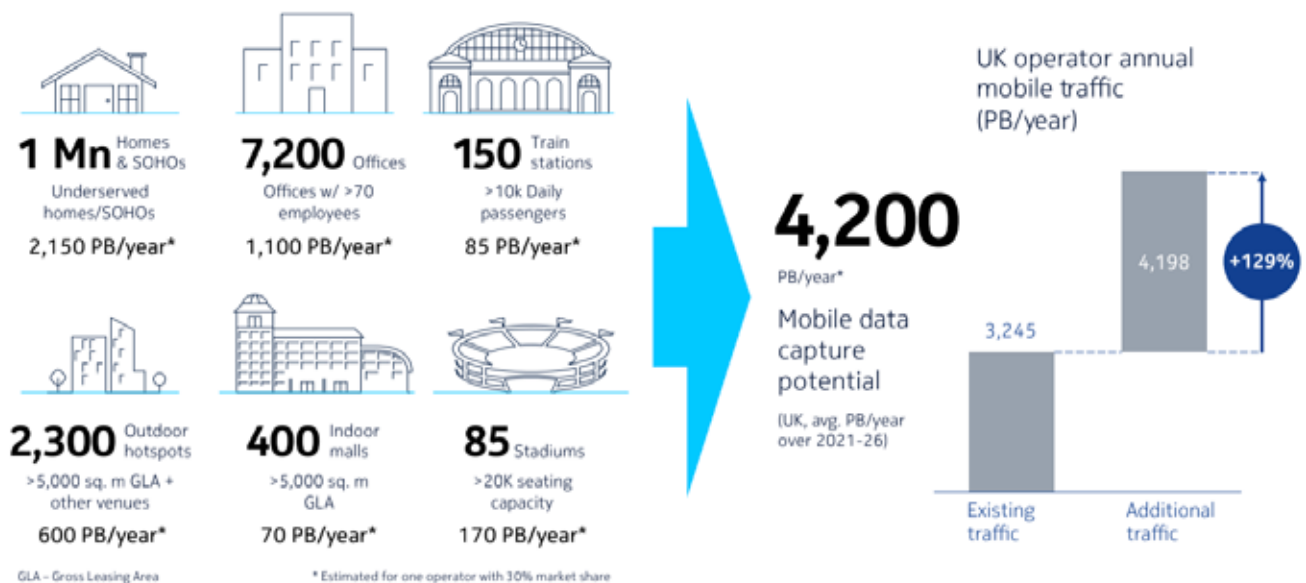 1 Mn Homes & SOHOs
Underserved
homes/SOHOs
2,150 PB/year*
7,200 Offices
Offices w/ >70
employees
1,100 PB/year*
150 Train stations
>10k Daily
passengers
85 PB/year*
2,300 Outdoor hotspots
>5,000 sq. m GLA +
other venues
600 PB/year*
400 Indoor malls
>5,000 sq. m
GLA
70 PB/year*
85 Stadiums
>20K seating
capacity
170 PB/year*
GLA – Gross Leasing Area
* Estimated for one operator with 30% market share
4,200
PB/year*
Mobile data
capture
potential
(UK, avg. PB/year
over 2021-26)
UK operator annual
mobile traffic
(PB/year)
4,198
+129%
3,245
Existing
traffic
Additional
traffic